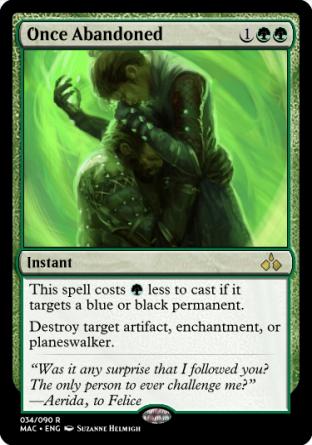 Once Abandoned 1
Instant
This spell costs less to cast if it
targets a blue or black permanent.
Destroy target artifact, enchantment, or
planeswalker.
“Was it any surprise that I followed you?
The only person to ever challenge me?”
—Aerida, to Felice
034/090 R
MAC • ENG Suzanne Helmigh